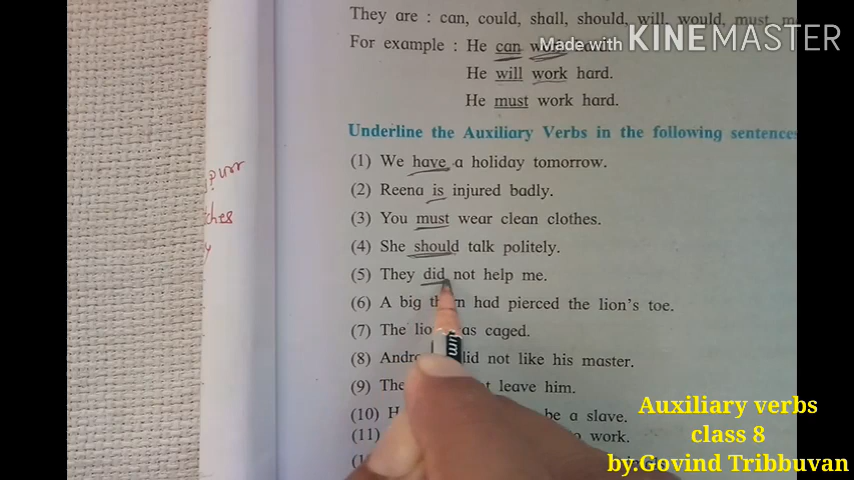 They are : can, could, shall, should, will, would, must
For example : He can
Made with KINEMASTER
He will work hard.
He must work hard.
Underline the Auxiliary Verbs in the following sentences
(1) We have a holiday tomorrow.
(2) Reena is injured badly.
(3) You must wear clean clothes.
(4) She should talk politely.
(5) They did not help me.
(6) A big had pierced the lion's toe.
(7) The caged.
(8) not like his master.
(9) leave him.
(10) be a slave.
(11) work.
Auxiliary verbs
class 8
by.Govind Tribbuvan